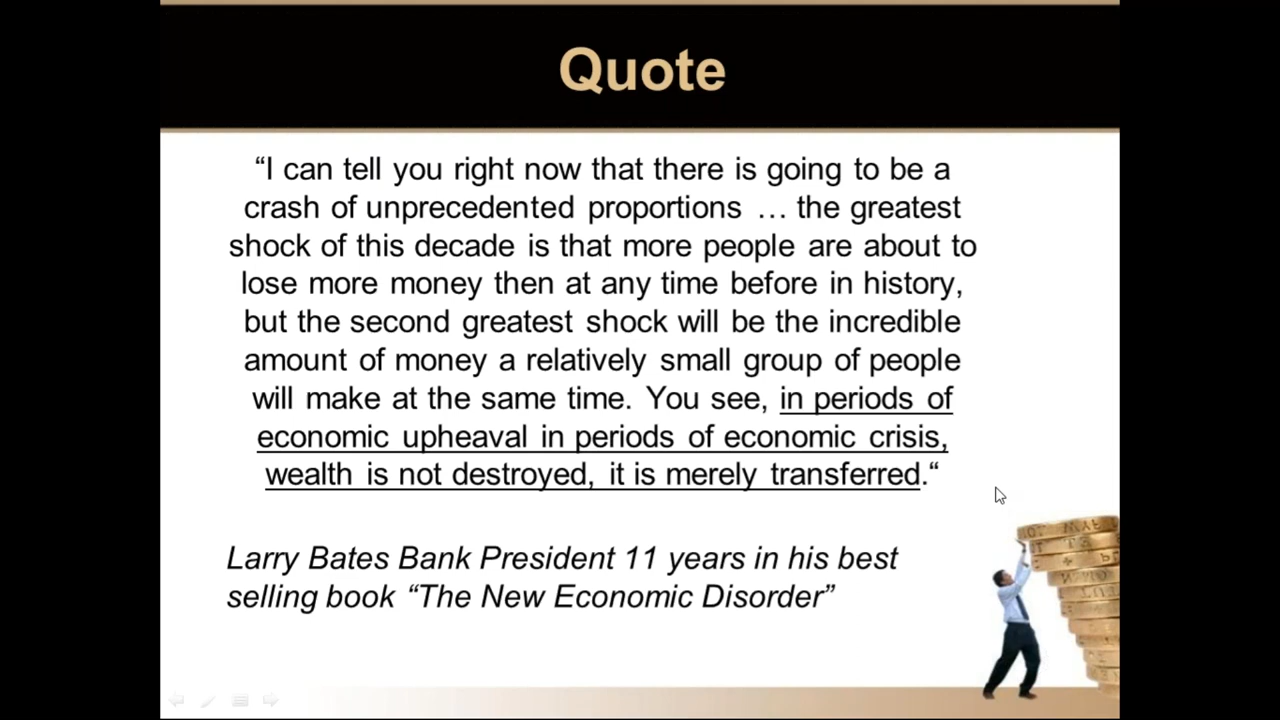 Quote
“I can tell you right now that there is going to be a
crash of unprecedented proportions … the greatest
shock of this decade is that more people are about to
lose more money then at any time before in history,
but the second greatest shock will be the incredible
amount of money a relatively small group of people
will make at the same time. You see, in periods of
economic upheaval in periods of economic crisis,
wealth is not destroyed, it is merely transferred.“
Larry Bates Bank President 11 years in his best
selling book “The New Economic Disorder”